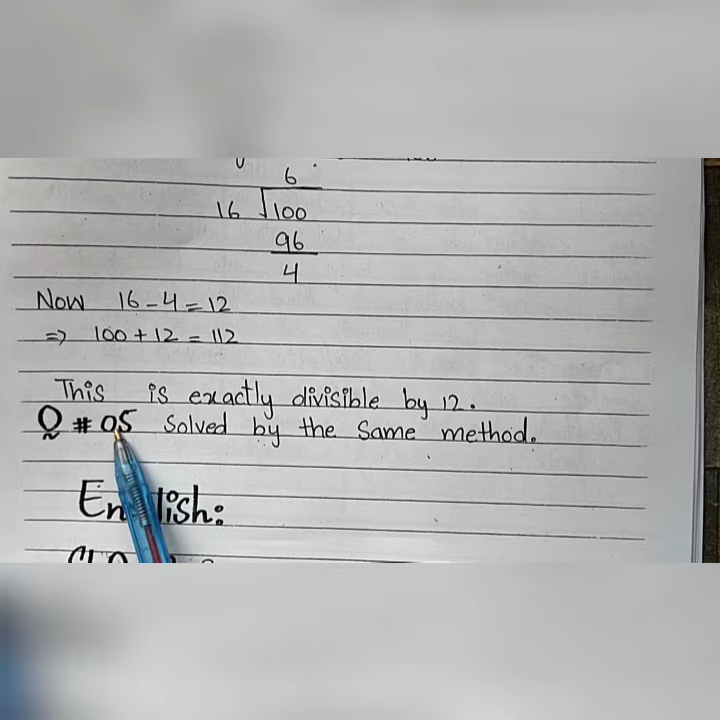 6
16 √100
96
4
Now 16 - 4 = 12
⇒ 100 + 12 = 112
This is exactly divisible by 12.
Q # 05 Solved by the Same method.